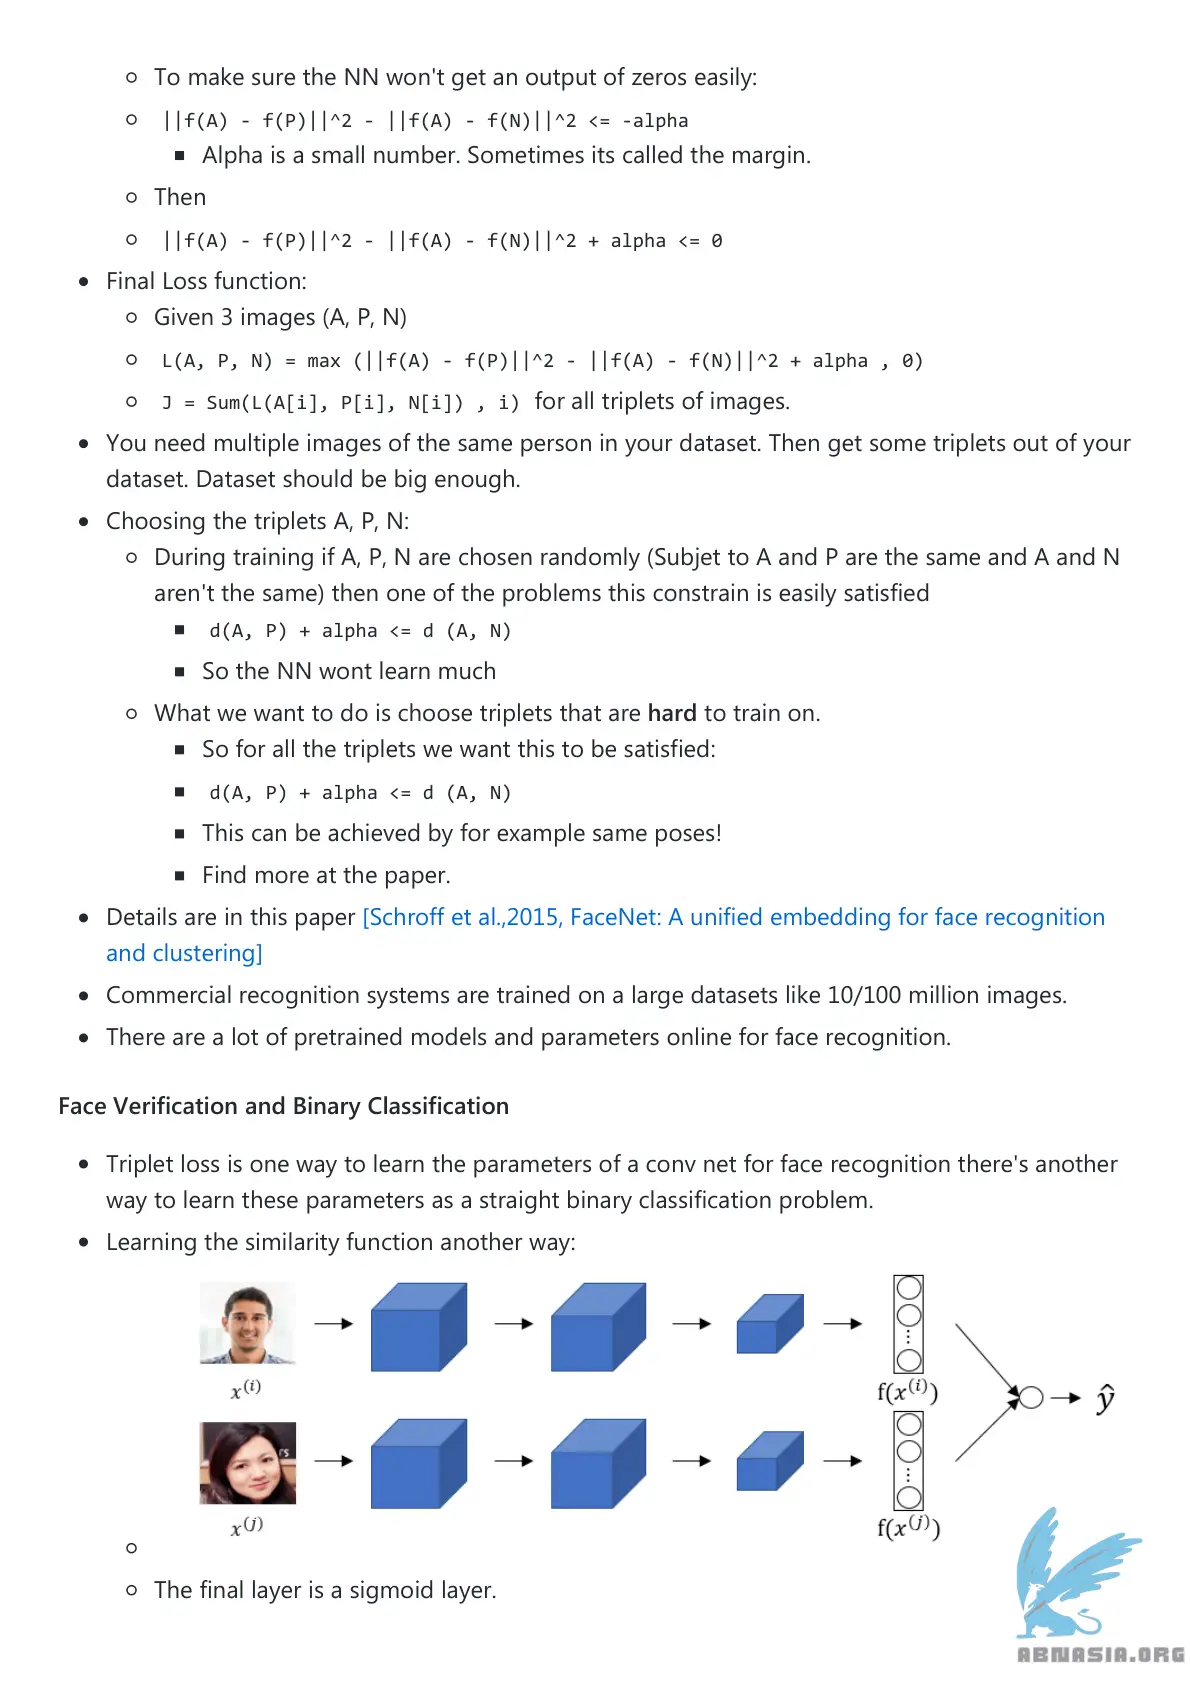 To make sure the NN won't get an output of zeros easily:
||f(A) - f(P)||^2 - ||f(A) - f(N)||^2 <= -alpha
Alpha is a small number. Sometimes its called the margin.
Then
||f(A) - f(P)||^2 - ||f(A) - f(N)||^2 + alpha <= 0
Final Loss function:
Given 3 images (A, P, N)
L(A, P, N) = max (||f(A) - f(P)||^2 - ||f(A) - f(N)||^2 + alpha , 0)
J = Sum(L(A[i], P[i], N[i]) , i) for all triplets of images.
You need multiple images of the same person in your dataset. Then get some triplets out of your
dataset. Dataset should be big enough.
Choosing the triplets A, P, N:
During training if A, P, N are chosen randomly (Subjet to A and P are the same and A and N
aren't the same) then one of the problems this constrain is easily satisfied
d(A, P) + alpha <= d (A, N)
So the NN wont learn much
What we want to do is choose triplets that are hard to train on.
So for all the triplets we want this to be satisfied:
d(A, P) + alpha <= d (A, N)
This can be achieved by for example same poses!
Find more at the paper.
Details are in this paper [Schroff et al.,2015, FaceNet: A unified embedding for face recognition
and clustering]
Commercial recognition systems are trained on a large datasets like 10/100 million images.
There are a lot of pretrained models and parameters online for face recognition.
Face Verification and Binary Classification
Triplet loss is one way to learn the parameters of a conv net for face recognition there's another
way to learn these parameters as a straight binary classification problem.
Learning the similarity function another way:
x^(i)
f(x^(i))
ŷ
x^(j)
f(x^(j))
The final layer is a sigmoid layer.
ABNASIA.ORG